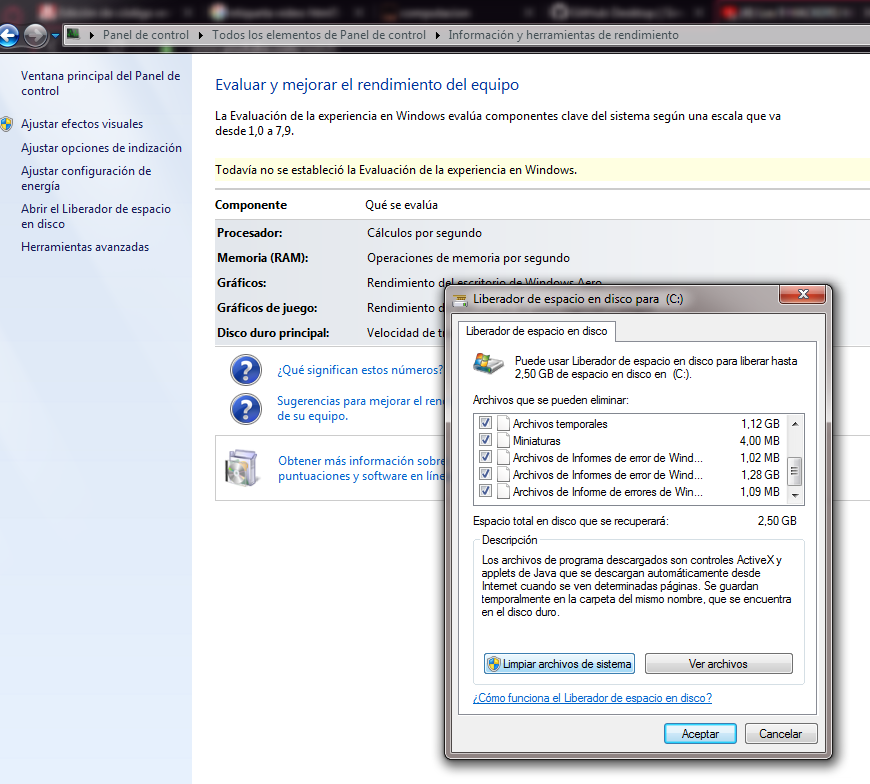 Panel de control
Todos los elementos de Panel de control
Información y herramientas de rendimiento
Ventana principal del Panel de
control
Ajustar efectos visuales
Ajustar opciones de indización
Ajustar configuración de
energía
Abrir el Liberador de espacio
en disco
Herramientas avanzadas
Evaluar y mejorar el rendimiento del equipo
La Evaluación de la experiencia en Windows evalúa componentes clave del sistema según una escala que va
desde 1,0 a 7,9.
Todavía no se estableció la Evaluación de la experiencia en Windows.
Componente Qué se evalúa
Procesador: Cálculos por segundo
Memoria (RAM): Operaciones de memoria por segundo
Gráficos: Rendimiento del escritorio de Windows Aero
Gráficos de juego: Rendimiento
Disco duro principal: Velocidad de
¿Qué significan estos números?
Sugerencias para mejorar el
de su equipo.
Obtener más información sobre
puntuaciones y software en líne
Liberador de espacio en disco para (C:)
Liberador de espacio en disco
Puede usar Liberador de espacio en disco para liberar hasta
2,50 GB de espacio en disco en (C:).
Archivos que se pueden eliminar:
Archivos temporales 1,12 GB
Miniaturas 4,00 MB
Archivos de Informes de error de Wind... 1,02 MB
Archivos de Informes de error de Wind... 1,28 GB
Archivos de Informe de errores de Win... 1,09 MB
Espacio total en disco que se recuperará: 2,50 GB
Descripción
Los archivos de programa descargados son controles ActiveX y
applets de Java que se descargan automáticamente desde
Internet cuando se ven determinadas páginas. Se guardan
temporalmente en la carpeta del mismo nombre, que se encuentra
en el disco duro.
Limpiar archivos de sistema
Ver archivos
¿Cómo funciona el Liberador de espacio en disco?
Aceptar
Cancelar